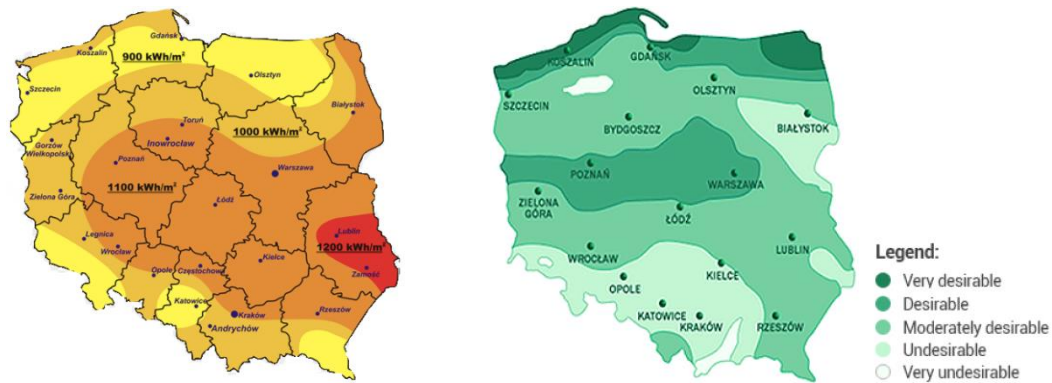 Gdańsk
Koszalin
900 kWh/m²
Olsztyn
Szczecin
Białystok
Toruń
Gorzów
Wielkopolski
Inowrocław
1000 kWh/m²
Poznań
Warszawa
1100 kWh/m²
Zielona Góra
Łódź
Lublin
Legnica
1200 kWh/m²
Wrocław
Kielce
Opole
Częstochowa
Zamość
Katowice
Kraków
Rzeszów
Andrychów
KOSZALIN
GDAŃSK
OLSZTYN
SZCZECIN
BYDGOSZCZ
BIAŁYSTOK
POZNAŃ
WARSZAWA
ZIELONA
GÓRA
ŁÓDŹ
LUBLIN
WROCŁAW
KIELCE
OPOLE
KATOWICE
KRAKÓW
RZESZÓW
Legend:
Very desirable
Desirable
Moderately desirable
Undesirable
Very undesirable